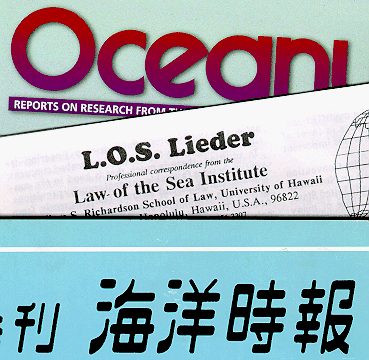 Ocean
REPORTS ON RESEARCH FROM
L.O.S. Lieder
Professional correspondence from the
Law of the Sea Institute
S. Richardson School of Law, University of Hawaii
Honolulu, Hawaii, U.S.A., 96822
刊 海洋時報